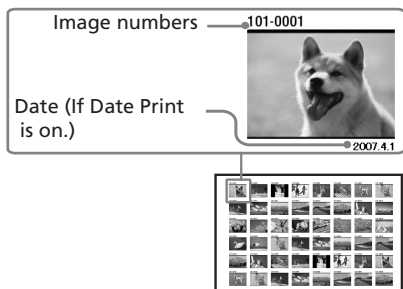 Image numbers
101-0001
Date (If Date Print
is on.)
2007.4.1